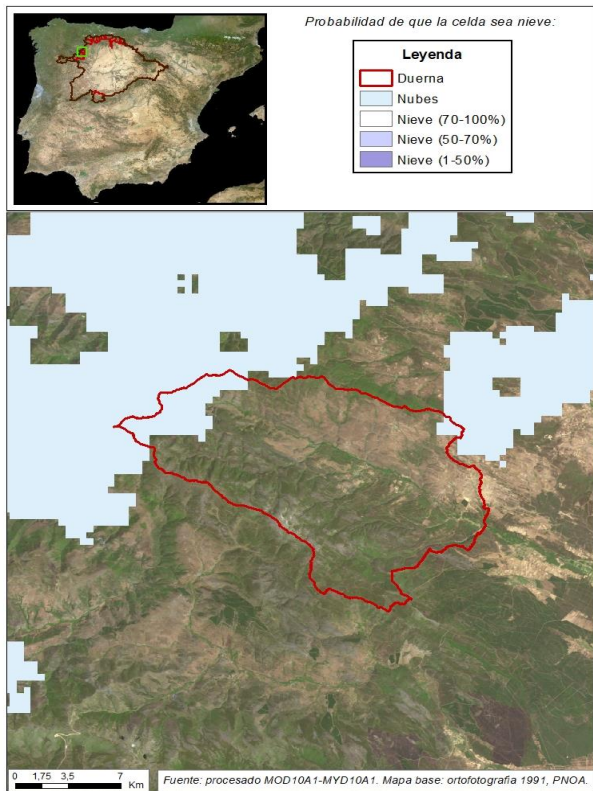 Probabilidad de que la celda sea nieve:
Leyenda
Duerna
Nubes
Nieve (70-100%)
Nieve (50-70%)
Nieve (1-50%)
0 1,75 3,5 7
Km
Fuente: procesado MOD10A1-MYD10A1. Mapa base: ortofotografia 1991, PNOA.